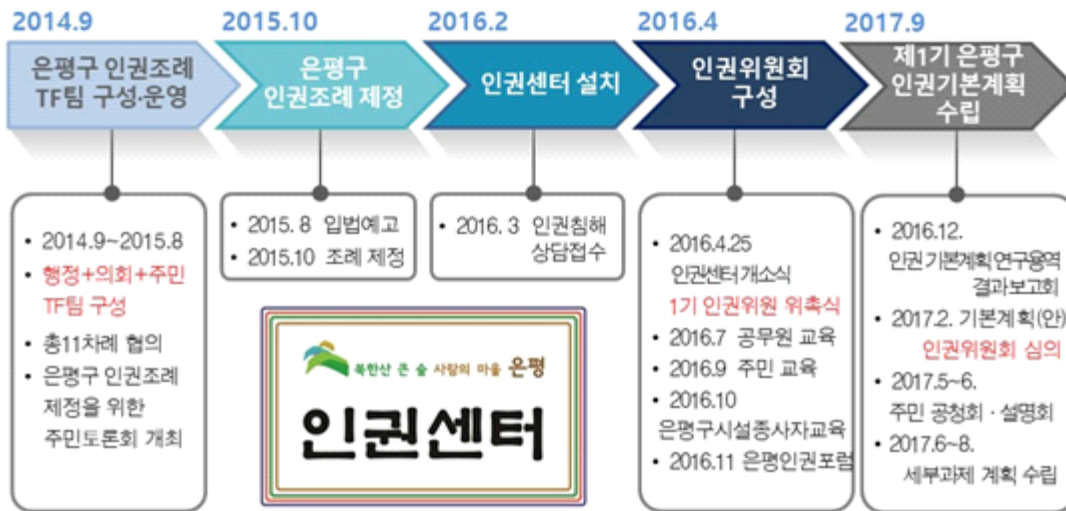 2014.9
2015.10
2016.2
2016.4
2017.9
은평구 인권조례
TF팀 구성·운영
은평구
인권조례 제정
인권센터 설치
인권위원회
구성
제1기 은평구
인권기본계획
수립
• 2014.9~2015.8
• 행정+의회+주민
TF팀 구성
• 총11차례 협의
• 은평구 인권조례
제정을 위한
주민토론회 개최
• 2015. 8 입법예고
• 2015.10 조례 제정
• 2016. 3 인권침해
상담접수
북한산 큰 숲 사람의 마을 은평
인권센터
• 2016.4.25
인권센터 개소식
1기 인권위원 위촉식
• 2016.7 공무원 교육
• 2016.9 주민 교육
• 2016.10
은평구시설종사자교육
• 2016.11 은평인권포럼
• 2016.12.
인권 기본계획 연구용역
결과보고회
• 2017.2. 기본계획(안)
인권위원회 심의
• 2017.5~6.
주민 공청회 · 설명회
• 2017.6~8.
세부과제 계획 수립